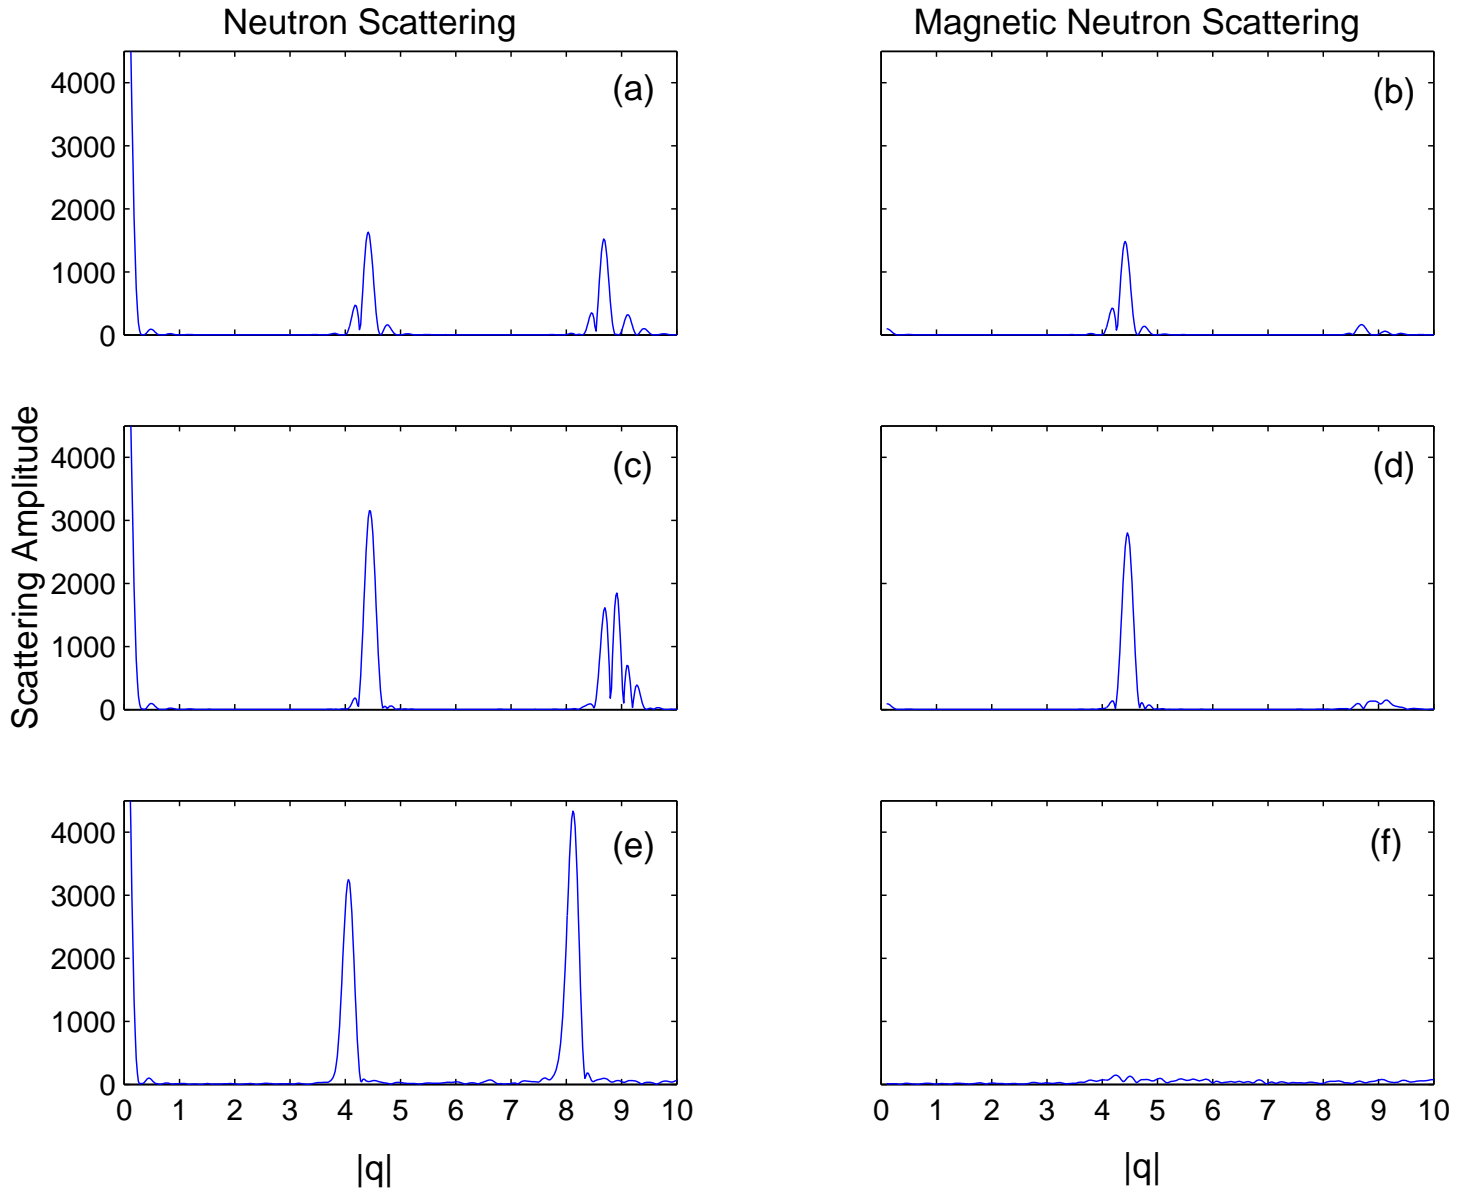 Neutron Scattering
Magnetic Neutron Scattering
(a)
4000
3000
2000
1000
0
(b)
Scattering Amplitude
(c)
4000
3000
2000
1000
0
(d)
(e)
4000
3000
2000
1000
0
0 1 2 3 4 5 6 7 8 9 10
|q|
(f)
0 1 2 3 4 5 6 7 8 9 10
|q|